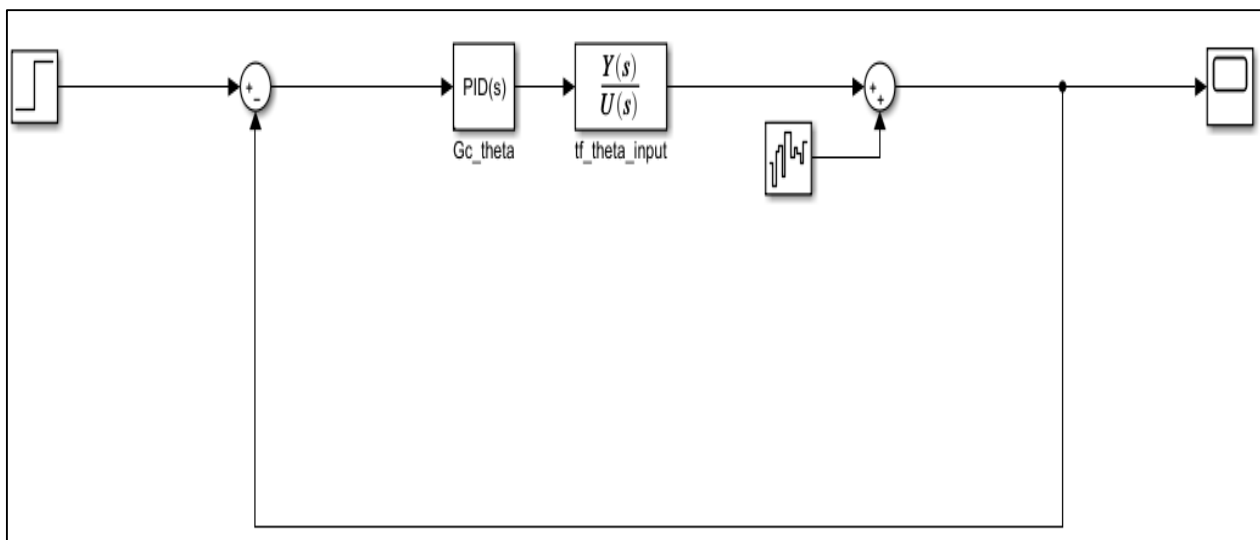 +
−
PID(s)
Gc_theta
Y(s)
U(s)
tf_theta_input
+
+